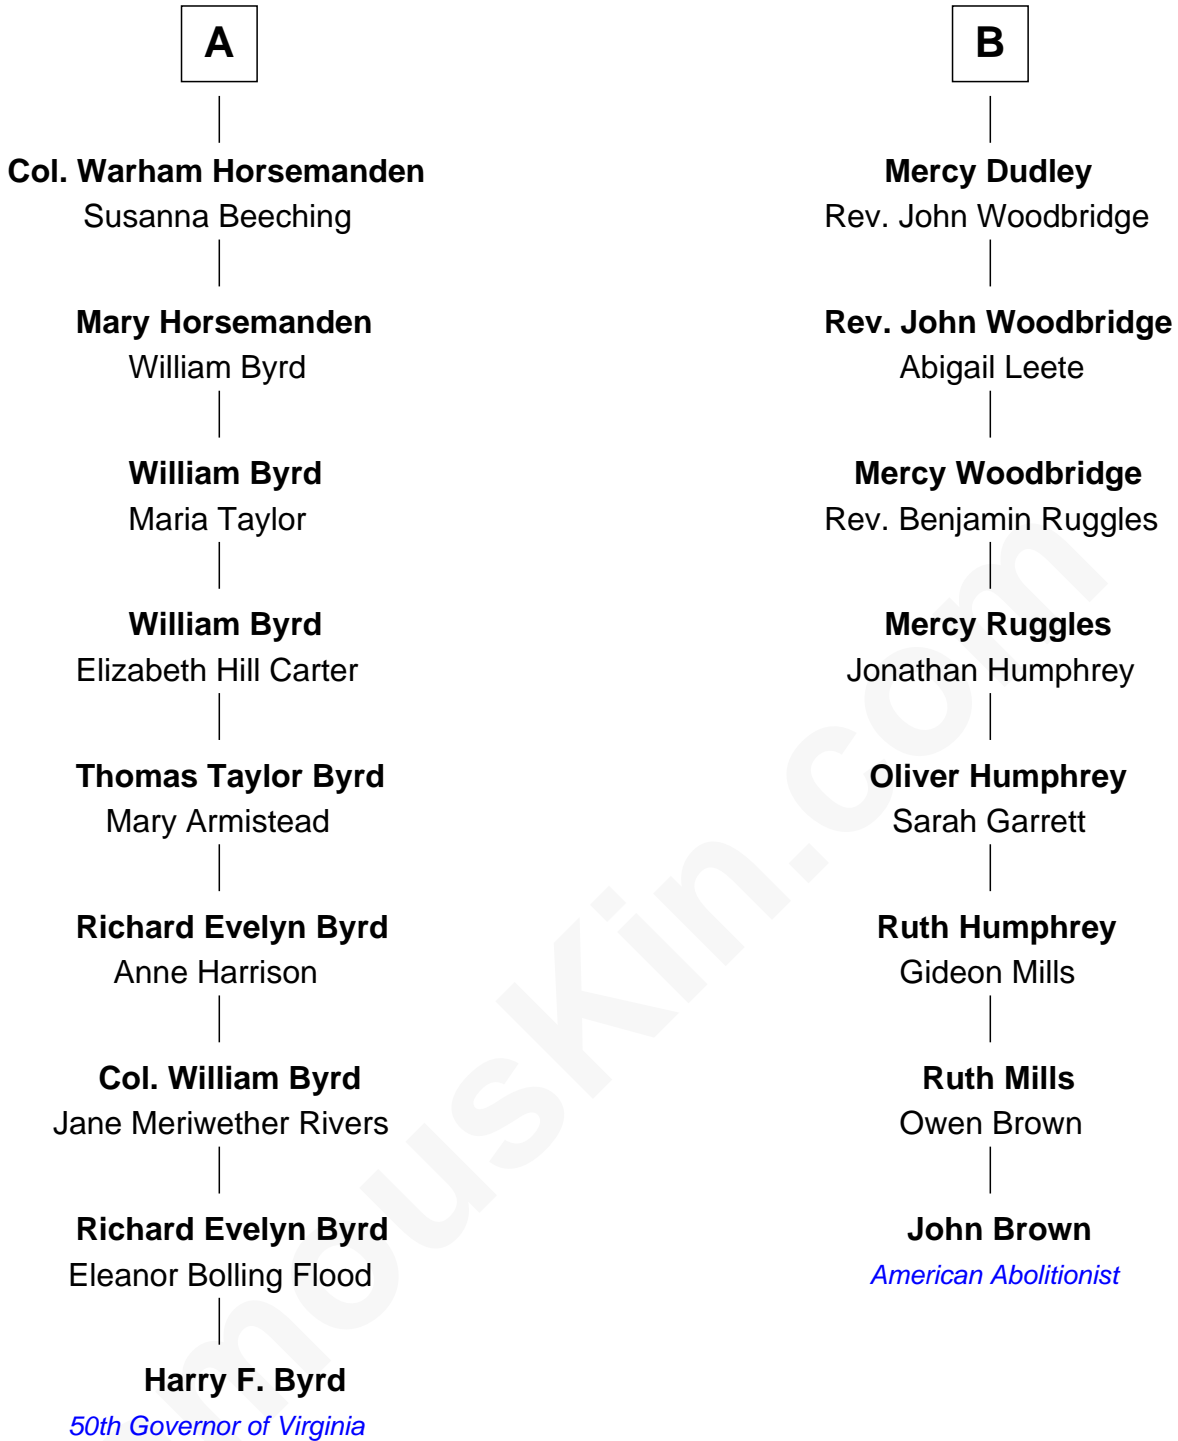 A
Col. Warham Horsemanden
Susanna Beeching
Mary Horsemanden
William Byrd
William Byrd
Maria Taylor
William Byrd
Elizabeth Hill Carter
Thomas Taylor Byrd
Mary Armistead
Richard Evelyn Byrd
Anne Harrison
Col. William Byrd
Jane Meriwether Rivers
Richard Evelyn Byrd
Eleanor Bolling Flood
Harry F. Byrd
50th Governor of Virginia
B
Mercy Dudley
Rev. John Woodbridge
Rev. John Woodbridge
Abigail Leete
Mercy Woodbridge
Rev. Benjamin Ruggles
Mercy Ruggles
Jonathan Humphrey
Oliver Humphrey
Sarah Garrett
Ruth Humphrey
Gideon Mills
Ruth Mills
Owen Brown
John Brown
American Abolitionist
mousKin.com